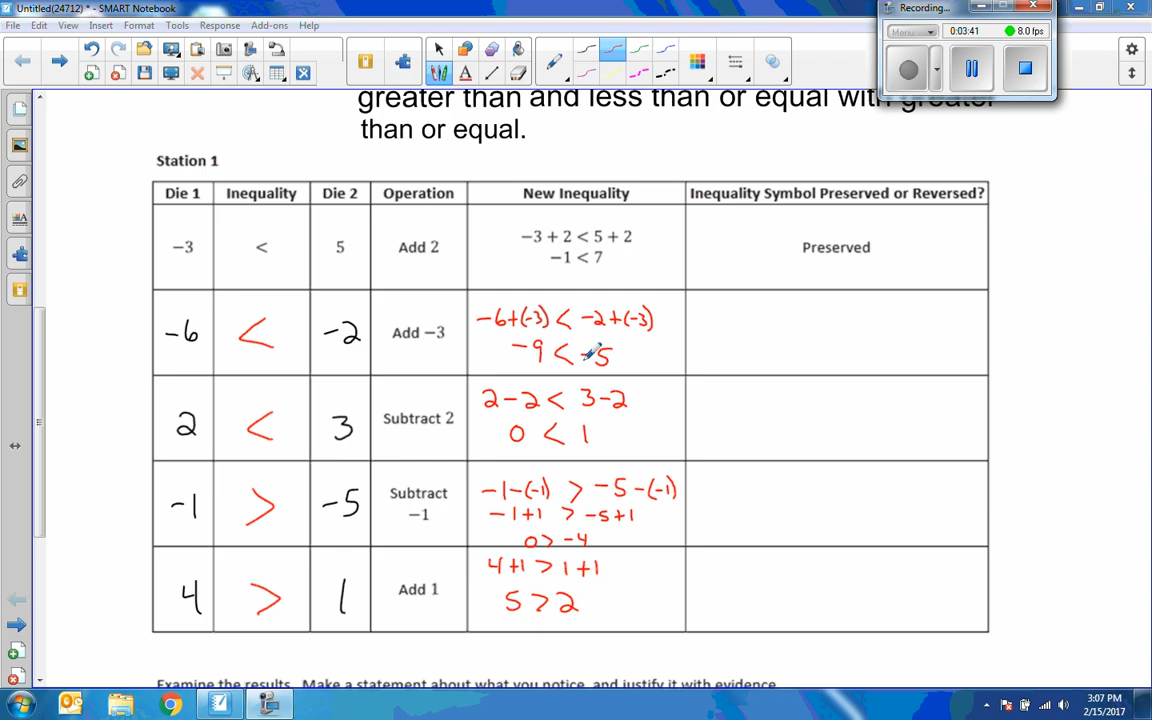 Untitled(24712) * - SMART Notebook
File Edit View Insert Format Tools Response Add-ons Help
Recording...
Menu 0:03:41 8.0 fps
greater than and less than or equal with greater
than or equal.
Station 1
Die 1 Inequality Die 2 Operation New Inequality Inequality Symbol Preserved or Reversed?
−3 < 5 Add 2 −3 + 2 < 5 + 2
−1 < 7
Preserved
-6 < -2 Add −3 -6+(-3) < -2+(-3)
-9 < -5
2 < 3 Subtract 2 2-2 < 3-2
0 < 1
-1 > -5 Subtract
−1
-1-(-1) > -5-(-1)
-1+1 > -5+1
0 > -4
4 > 1 Add 1 4+1 > 1+1
5 > 2
Examine the results. Make a statement about what you notice, and justify it with evidence.
3:07 PM
2/15/2017